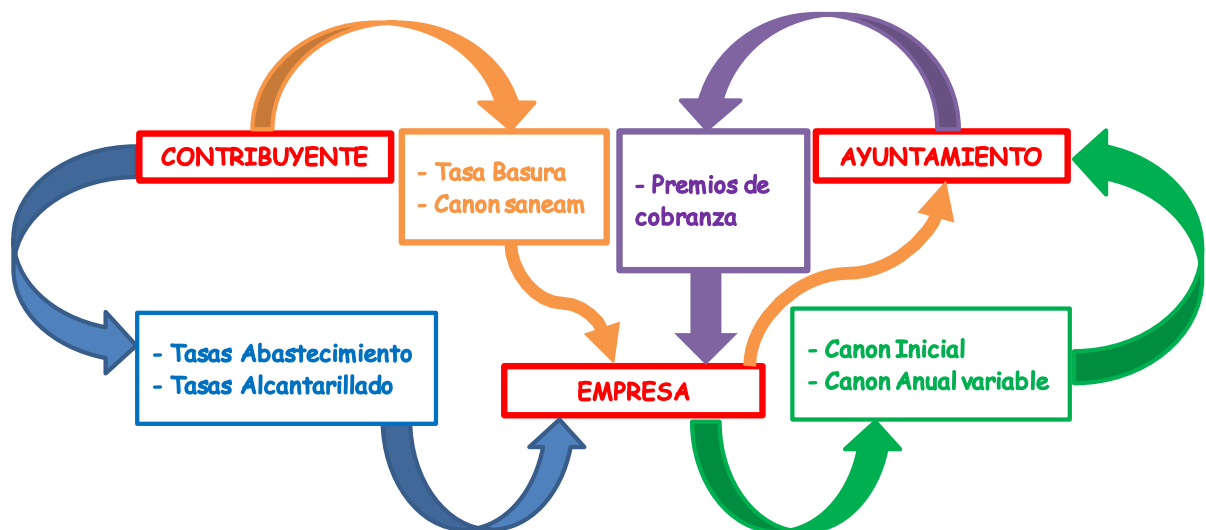 CONTRIBUYENTE
- Tasa Basura
- Canon saneam
- Premios de
cobranza
AYUNTAMIENTO
- Tasas Abastecimiento
- Tasas Alcantarillado
EMPRESA
- Canon Inicial
- Canon Anual variable